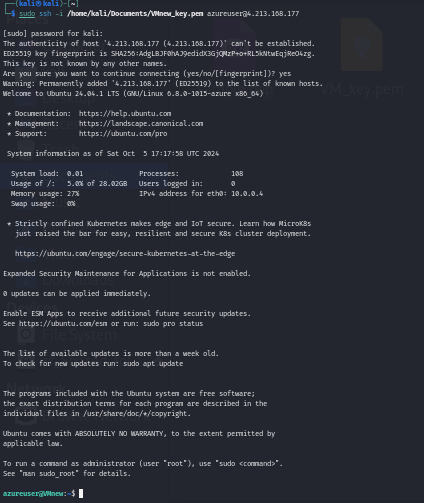 ┌──(kali㉿kali)-[~]
└─$ sudo ssh -i /home/kali/Documents/VMnew_key.pem azureuser@4.213.168.177
[sudo] password for kali:
The authenticity of host '4.213.168.177 (4.213.168.177)' can't be established.
ED25519 key fingerprint is SHA256:AdgLBJF0hAJ9edidX3GjQMzP+o+RL5kNtwEqjReO4zg.
This key is not known by any other names.
Are you sure you want to continue connecting (yes/no/[fingerprint])? yes
Warning: Permanently added '4.213.168.177' (ED25519) to the list of known hosts.
Welcome to Ubuntu 24.04.1 LTS (GNU/Linux 6.8.0-1015-azure x86_64)
* Documentation: https://help.ubuntu.com
* Management: https://landscape.canonical.com
* Support: https://ubuntu.com/pro
System information as of Sat Oct 5 17:17:58 UTC 2024
System load: 0.01 Processes: 108
Usage of /: 5.0% of 28.02GB Users logged in: 0
Memory usage: 27% IPv4 address for eth0: 10.0.0.4
Swap usage: 0%
* Strictly confined Kubernetes makes edge and IoT secure. Learn how MicroK8s
just raised the bar for easy, resilient and secure K8s cluster deployment.
https://ubuntu.com/engage/secure-kubernetes-at-the-edge
Expanded Security Maintenance for Applications is not enabled.
0 updates can be applied immediately.
Enable ESM Apps to receive additional future security updates.
See https://ubuntu.com/esm or run: sudo pro status
The list of available updates is more than a week old.
To check for new updates run: sudo apt update
The programs included with the Ubuntu system are free software;
the exact distribution terms for each program are described in the
individual files in /usr/share/doc/*/copyright.
Ubuntu comes with ABSOLUTELY NO WARRANTY, to the extent permitted by
applicable law.
To run a command as administrator (user "root"), use "sudo <command>".
See "man sudo_root" for details.
azureuser@VMnew:~$